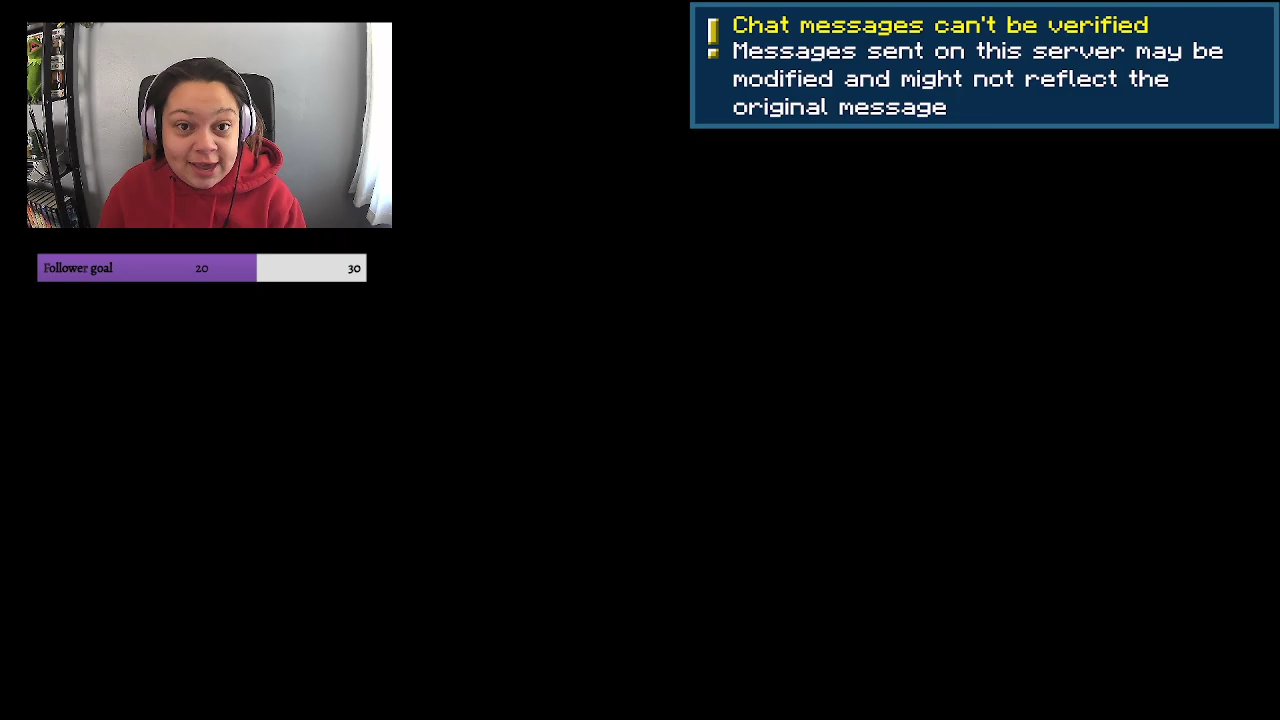 Chat messages can't be verified
Messages sent on this server may be
modified and might not reflect the
original message
Follower goal 20 30